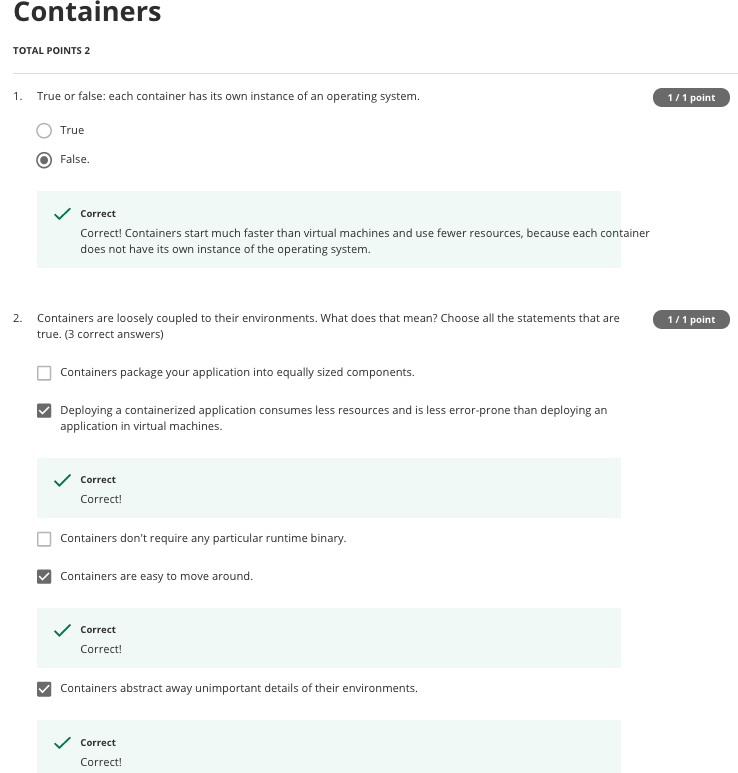 Containers
TOTAL POINTS 2
1. True or false: each container has its own instance of an operating system.
1 / 1 point
True
False.
Correct
Correct! Containers start much faster than virtual machines and use fewer resources, because each container
does not have its own instance of the operating system.
2. Containers are loosely coupled to their environments. What does that mean? Choose all the statements that are
true. (3 correct answers)
1 / 1 point
Containers package your application into equally sized components.
Deploying a containerized application consumes less resources and is less error-prone than deploying an
application in virtual machines.
Correct
Correct!
Containers don't require any particular runtime binary.
Containers are easy to move around.
Correct
Correct!
Containers abstract away unimportant details of their environments.
Correct
Correct!